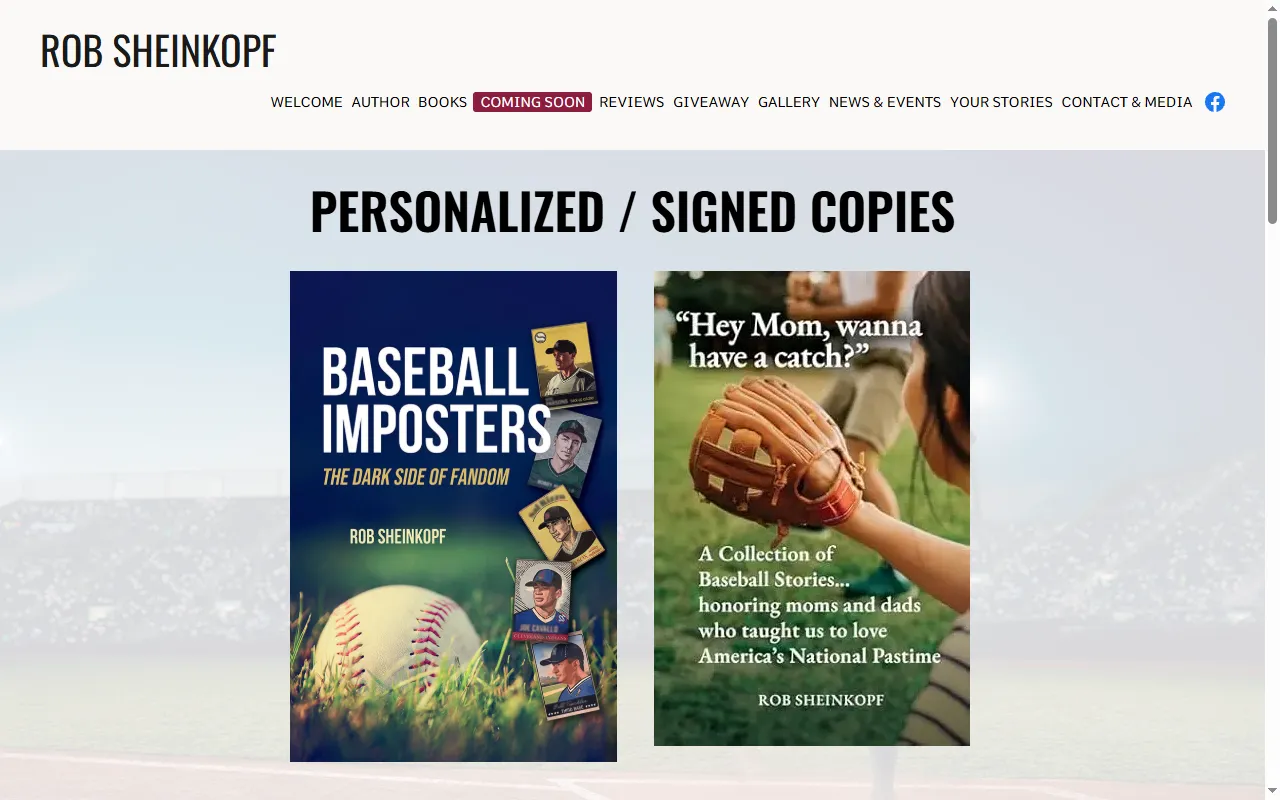 ROB SHEINKOPF
WELCOME AUTHOR BOOKS COMING SOON REVIEWS GIVEAWAY GALLERY NEWS & EVENTS YOUR STORIES CONTACT & MEDIA
PERSONALIZED / SIGNED COPIES
BASEBALL
IMPOSTERS
THE DARK SIDE OF FANDOM
ROB SHEINKOPF
JOE CAVALLO
“Hey Mom, wanna
have a catch?”
A Collection of
Baseball Stories...
honoring moms and dads
who taught us to love
America’s National Pastime
ROB SHEINKOPF